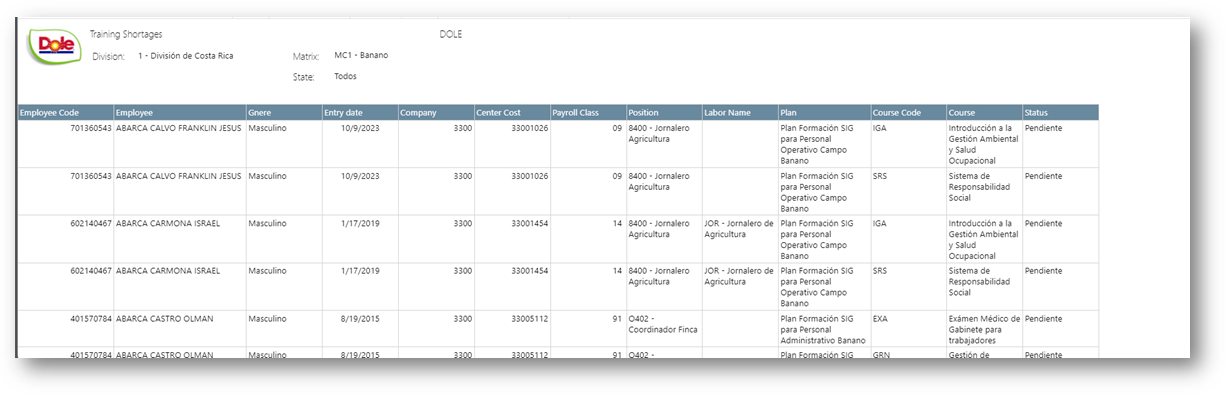 Dole
Training Shortages DOLE
Division: 1 - División de Costa Rica Matrix: MC1 - Banano
State: Todos
Employee Code Employee Gnere Entry date Company Center Cost Payroll Class Position Labor Name Plan Course Code Course Status
701360543 ABARCA CALVO FRANKLIN JESUS Masculino 10/9/2023 3300 33001026 09 8400 - Jornalero Plan Formación SIG IGA Introducción a la Pendiente
Agricultura para Personal Gestión Ambiental
Operativo Campo y Salud
Banano Ocupacional
701360543 ABARCA CALVO FRANKLIN JESUS Masculino 10/9/2023 3300 33001026 09 8400 - Jornalero Plan Formación SIG SRS Sistema de Pendiente
Agricultura para Personal Responsabilidad
Operativo Campo Social
Banano
602140467 ABARCA CARMONA ISRAEL Masculino 1/17/2019 3300 33001454 14 8400 - Jornalero JOR - Jornalero de Plan Formación SIG IGA Introducción a la Pendiente
Agricultura Agricultura para Personal Gestión Ambiental
Operativo Campo y Salud
Banano Ocupacional
602140467 ABARCA CARMONA ISRAEL Masculino 1/17/2019 3300 33001454 14 8400 - Jornalero JOR - Jornalero de Plan Formación SIG SRS Sistema de Pendiente
Agricultura Agricultura para Personal Responsabilidad
Operativo Campo Social
Banano
401570784 ABARCA CASTRO OLMAN Masculino 8/19/2015 3300 33005112 91 O402 - Plan Formación SIG EXA Exámen Médico de Pendiente
Coordinador Finca para Personal Gabinete para
Administrativo Banano trabajadores
401570784 ABARCA CASTRO OLMAN Masculino 8/19/2015 3300 33005112 91 O402 - Plan Formación SIG GRN Gestión de Pendiente